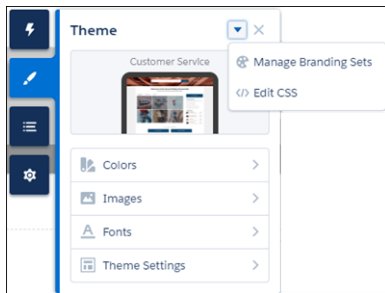 Theme
Customer Service
Manage Branding Sets
</> Edit CSS
Colors
Images
A Fonts
Theme Settings